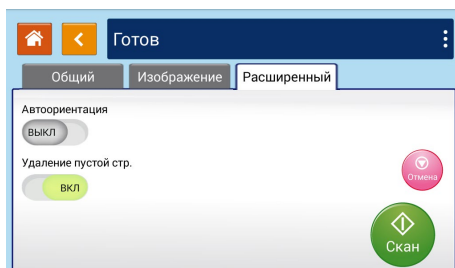 Готов
Общий Изображение Расширенный
Автоориентация
ВЫКЛ
Удаление пустой стр.
ВКЛ
Отмена
Скан